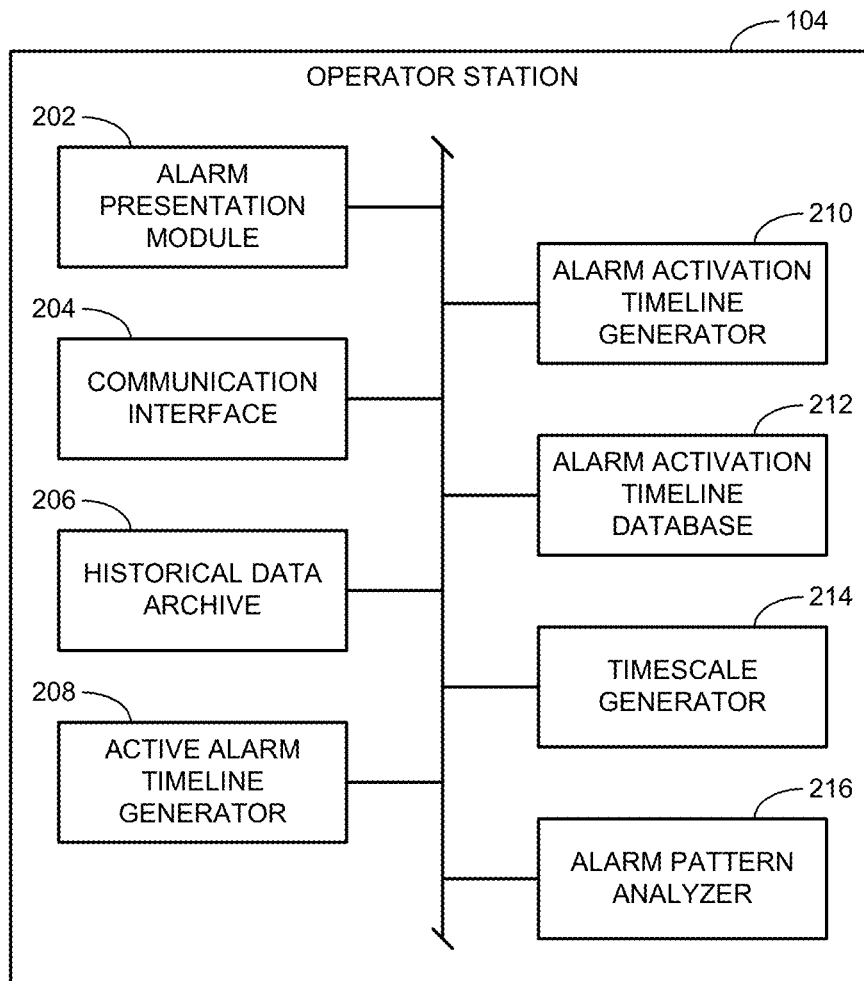 104
OPERATOR STATION
202
ALARM
PRESENTATION
MODULE
204
COMMUNICATION
INTERFACE
206
HISTORICAL DATA
ARCHIVE
208
ACTIVE ALARM
TIMELINE
GENERATOR
210
ALARM ACTIVATION
TIMELINE
GENERATOR
212
ALARM ACTIVATION
TIMELINE
DATABASE
214
TIMESCALE
GENERATOR
216
ALARM PATTERN
ANALYZER